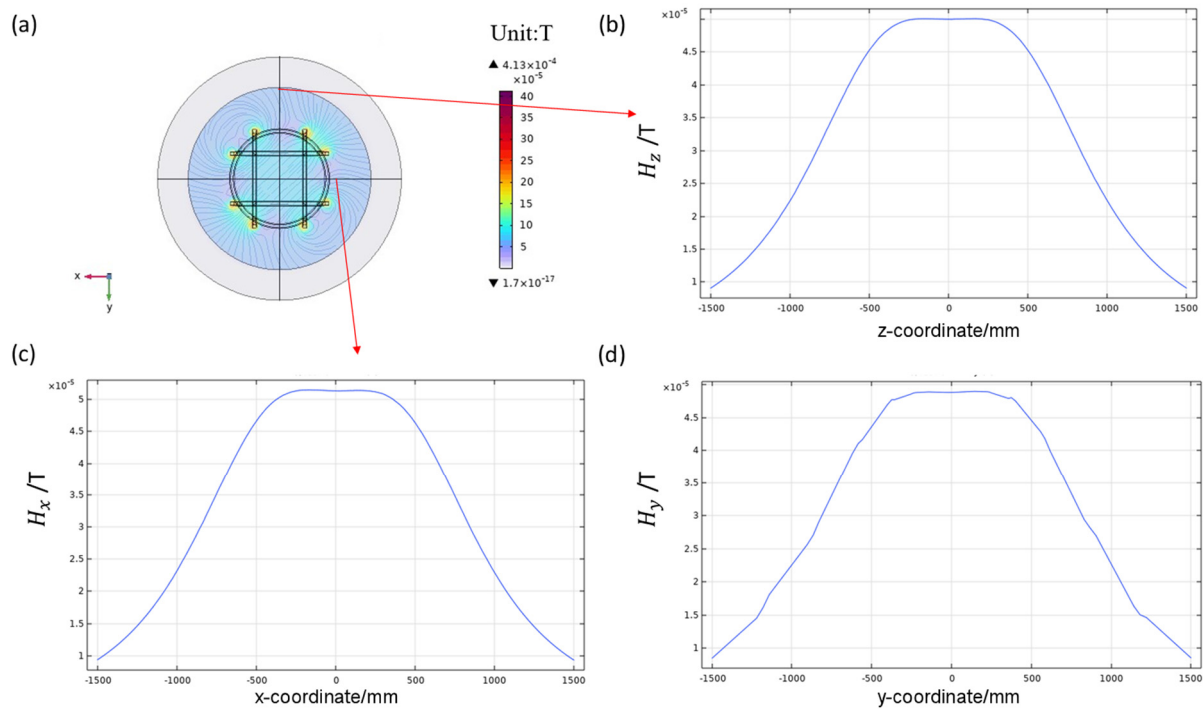 (a)
Unit:T
▲ 4.13×10⁻⁴
×10⁻⁵
40
35
30
25
20
15
10
5
▼ 1.7×10⁻¹⁷
x
y
(b)
×10⁻⁵
4.5
4
3.5
3
2.5
2
1.5
1
H_z /T
-1500 -1000 -500 0 500 1000 1500
z-coordinate/mm
(c)
×10⁻⁵
5
4.5
4
3.5
3
2.5
2
1.5
1
H_x /T
-1500 -1000 -500 0 500 1000 1500
x-coordinate/mm
(d)
×10⁻⁵
4.5
4
3.5
3
2.5
2
1.5
1
H_y /T
-1500 -1000 -500 0 500 1000 1500
y-coordinate/mm